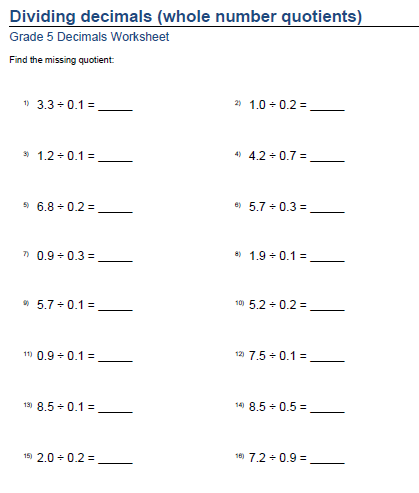 Dividing decimals (whole number quotients)
Grade 5 Decimals Worksheet
Find the missing quotient:
1) 3.3 ÷ 0.1 = _____ 2) 1.0 ÷ 0.2 = _____
3) 1.2 ÷ 0.1 = _____ 4) 4.2 ÷ 0.7 = _____
5) 6.8 ÷ 0.2 = _____ 6) 5.7 ÷ 0.3 = _____
7) 0.9 ÷ 0.3 = _____ 8) 1.9 ÷ 0.1 = _____
9) 5.7 ÷ 0.1 = _____ 10) 5.2 ÷ 0.2 = _____
11) 0.9 ÷ 0.1 = _____ 12) 7.5 ÷ 0.1 = _____
13) 8.5 ÷ 0.1 = _____ 14) 8.5 ÷ 0.5 = _____
15) 2.0 ÷ 0.2 = _____ 16) 7.2 ÷ 0.9 = _____